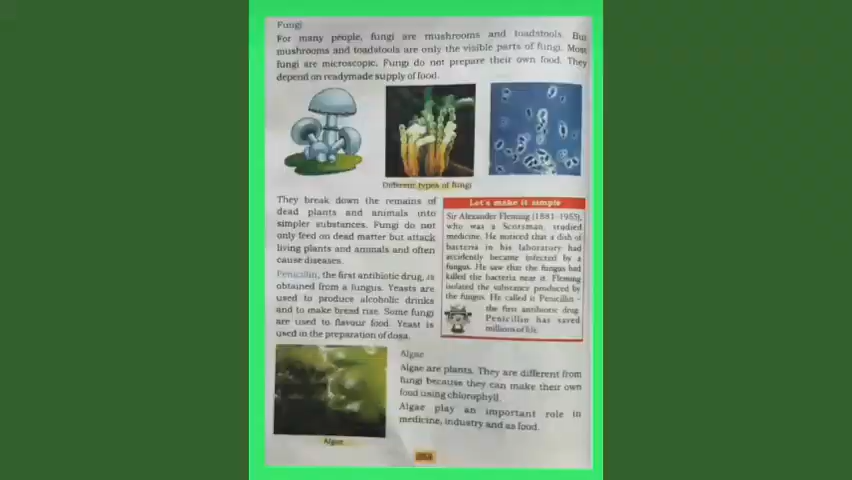 Fungi
For many people, fungi are mushrooms and toadstools. But
mushrooms and toadstools are only the visible parts of fungi. Most
fungi are microscopic. Fungi do not prepare their own food. They
depend on readymade supply of food.
Different types of fungi
They break down the remains of
dead plants and animals into
simpler substances. Fungi do not
only feed on dead matter but attack
living plants and animals and often
cause diseases.
Penicillin, the first antibiotic drug, is
obtained from a fungus. Yeasts are
used to produce alcoholic drinks
and to make bread rise. Some fungi
are used to flavour food. Yeast is
used in the preparation of dosa.
Let's make it simple
Sir Alexander Fleming (1881-1955),
who was a Scotsman, studied
medicine. He noticed that a dish of
bacteria in his laboratory had
accidently became infected by a
fungus. He saw that the fungus had
killed the bacteria near it. Fleming
isolated the substance produced by
the fungus. He called it Penicillin –
the first antibiotic drug.
Penicillin has saved
millions of
Algae
Algae are plants. They are different from
fungi because they can make their own
food using chlorophyll.
Algae play an important role in
medicine, industry and as food.
Algae